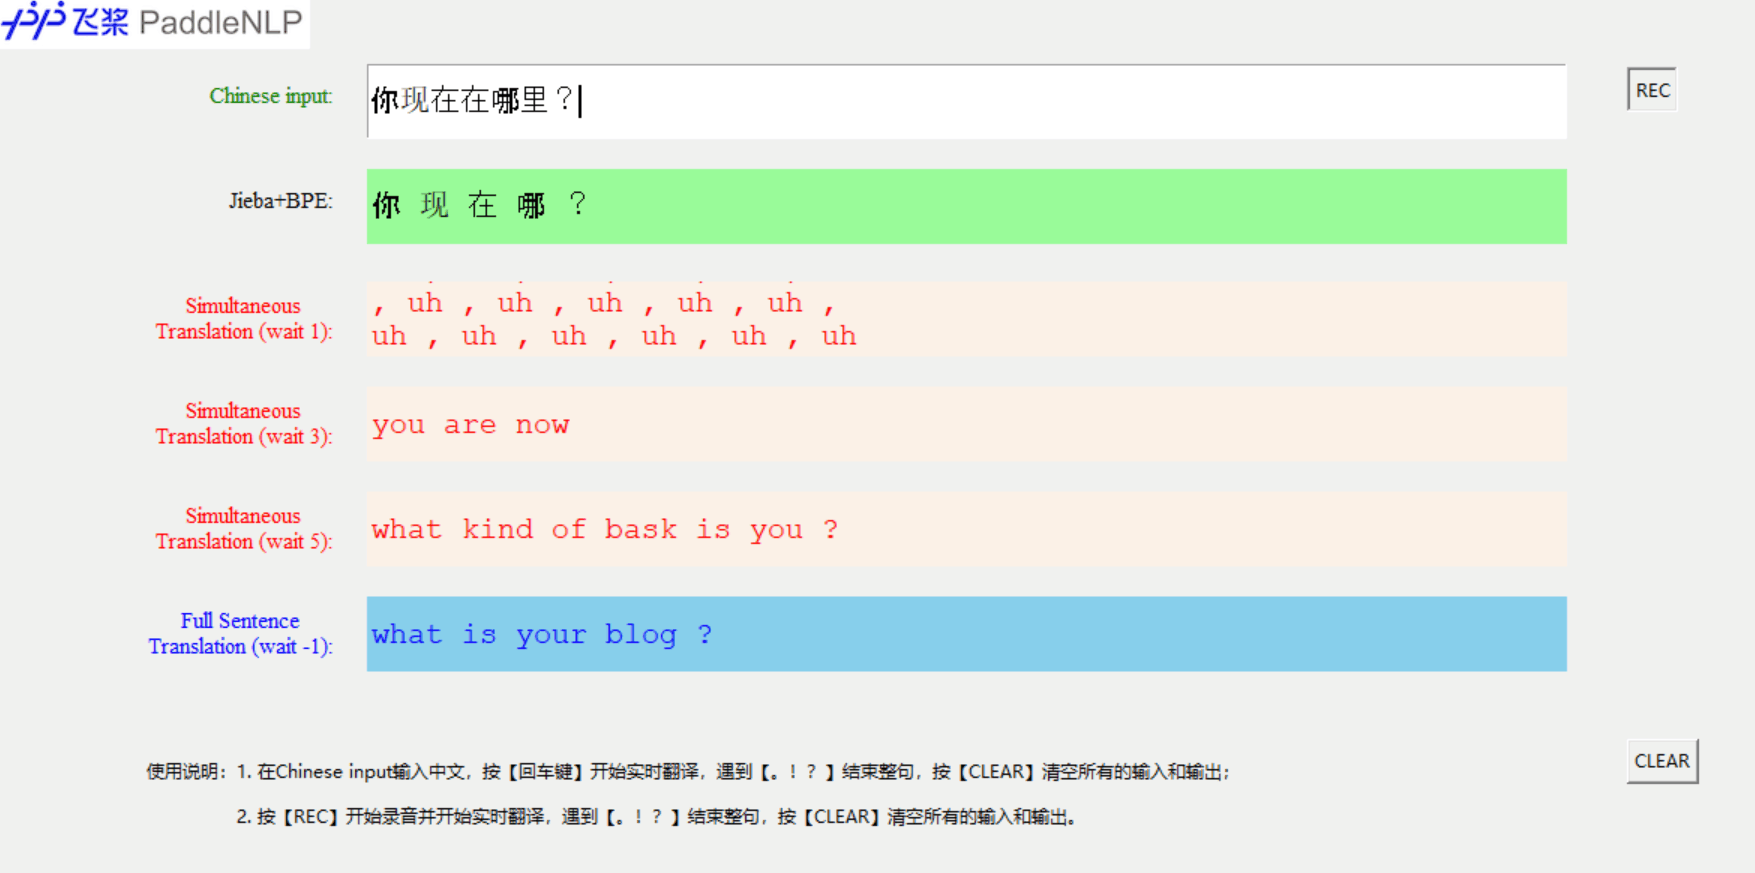 飞桨 PaddleNLP
Chinese input:
你现在在哪里？
REC
Jieba+BPE:
你 现 在 哪 ？
Simultaneous
Translation (wait 1):
, uh , uh , uh , uh , uh ,
uh , uh , uh , uh , uh , uh
Simultaneous
Translation (wait 3):
you are now
Simultaneous
Translation (wait 5):
what kind of bask is you ?
Full Sentence
Translation (wait -1):
what is your blog ?
CLEAR
使用说明：1. 在Chinese input输入中文，按【回车键】开始实时翻译，遇到【。！？】结束整句，按【CLEAR】清空所有的输入和输出；
2. 按【REC】开始录音并开始实时翻译，遇到【。！？】结束整句，按【CLEAR】清空所有的输入和输出。